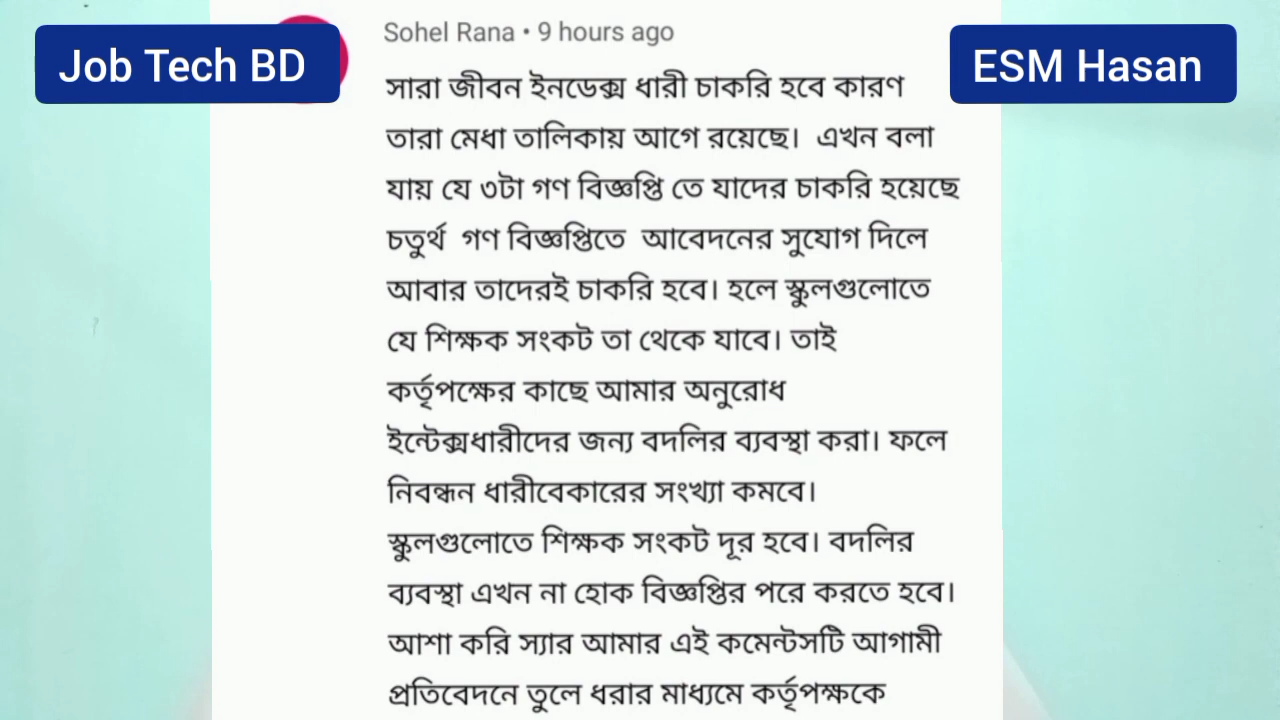 Job Tech BD
ESM Hasan
Sohel Rana • 9 hours ago
সারা জীবন ইনডেক্স ধারী চাকরি হবে কারণ
তারা মেধা তালিকায় আগে রয়েছে।  এখন বলা
যায় যে ৩টা গণ বিজ্ঞপ্তি তে যাদের চাকরি হয়েছে
চতুর্থ  গণ বিজ্ঞপ্তিতে  আবেদনের সুযোগ দিলে
আবার তাদেরই চাকরি হবে। হলে স্কুলগুলোতে
যে শিক্ষক সংকট তা থেকে যাবে। তাই
কর্তৃপক্ষের কাছে আমার অনুরোধ
ইন্টেক্সধারীদের জন্য বদলির ব্যবস্থা করা। ফলে
নিবন্ধন ধারীবেকারের সংখ্যা কমবে।
স্কুলগুলোতে শিক্ষক সংকট দূর হবে। বদলির
ব্যবস্থা এখন না হোক বিজ্ঞপ্তির পরে করতে হবে।
আশা করি স্যার আমার এই কমেন্টসটি আগামী
প্রতিবেদনে তুলে ধরার মাধ্যমে কর্তৃপক্ষকে